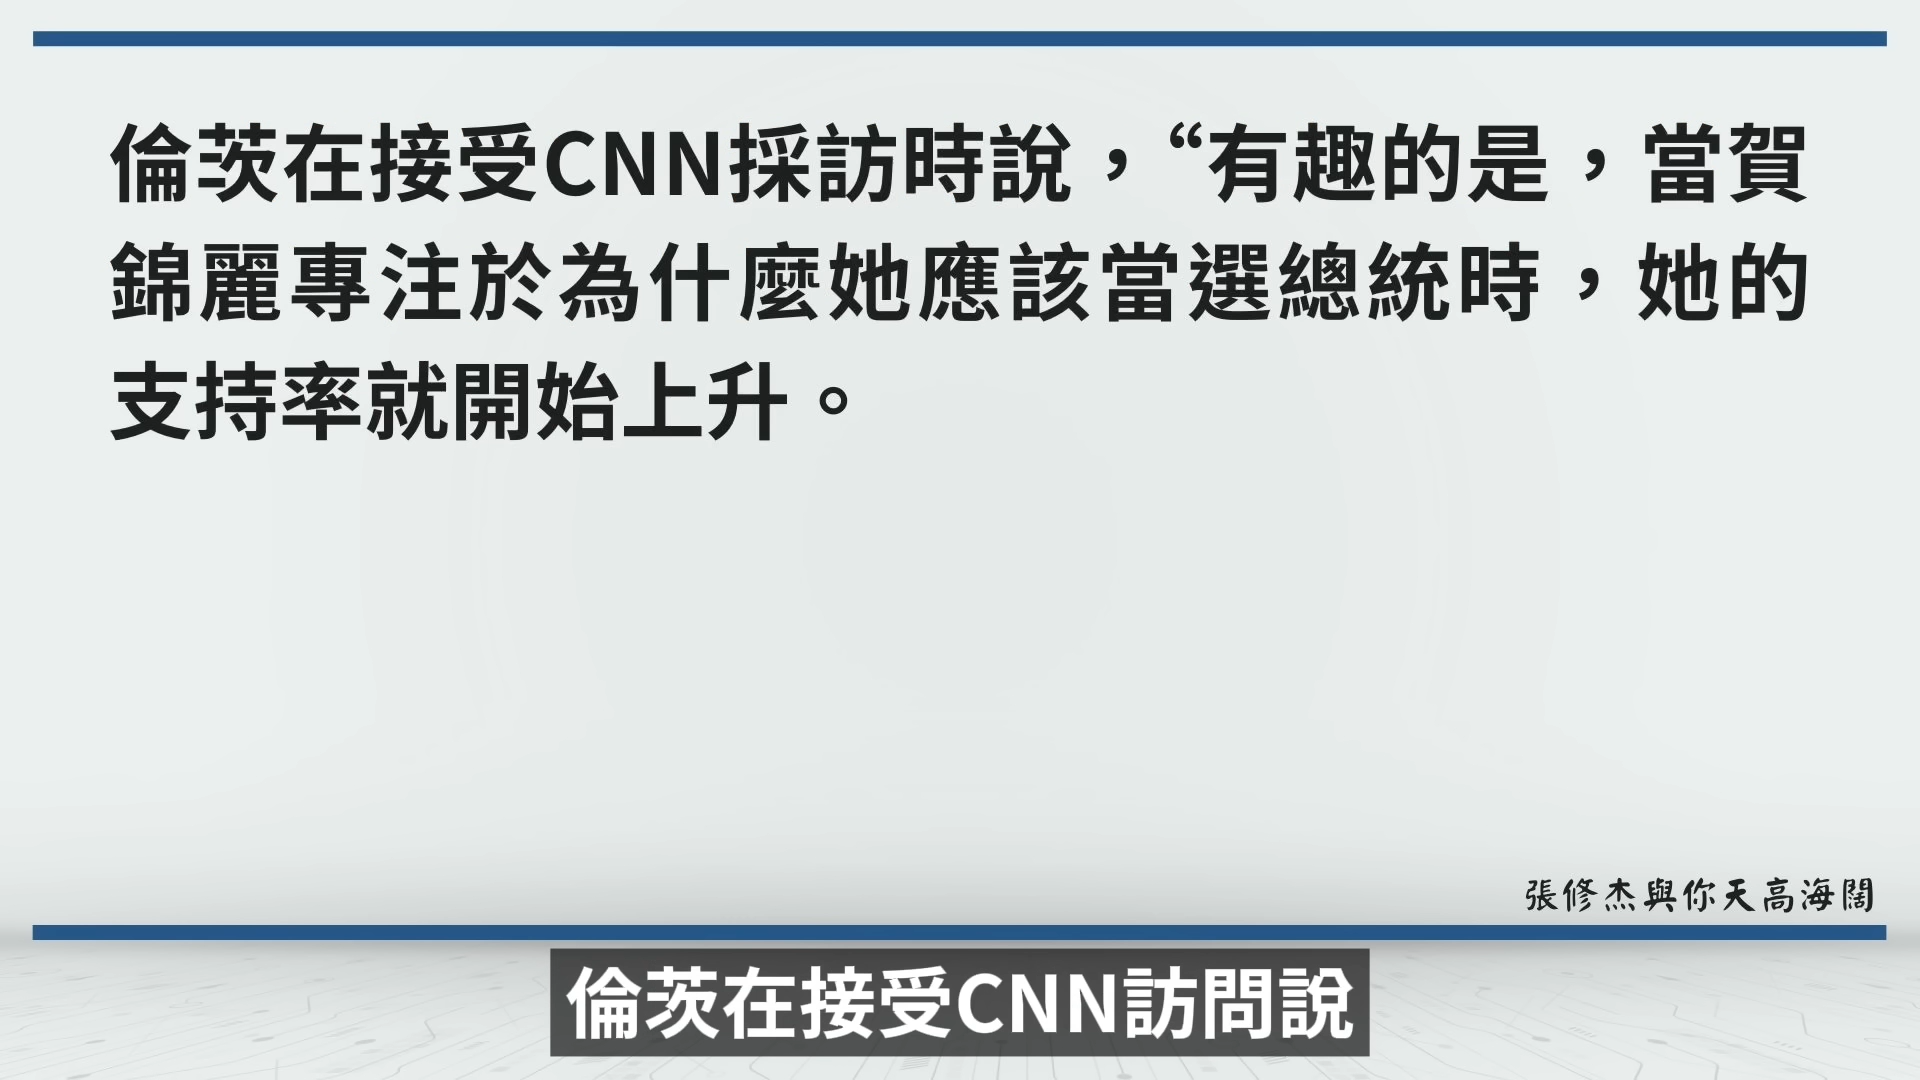 倫茨在接受CNN採訪時說，“有趣的是，當賀
錦麗專注於為什麼她應該當選總統時，她的
支持率就開始上升。
張修杰與你天高海闊
倫茨在接受CNN訪問說